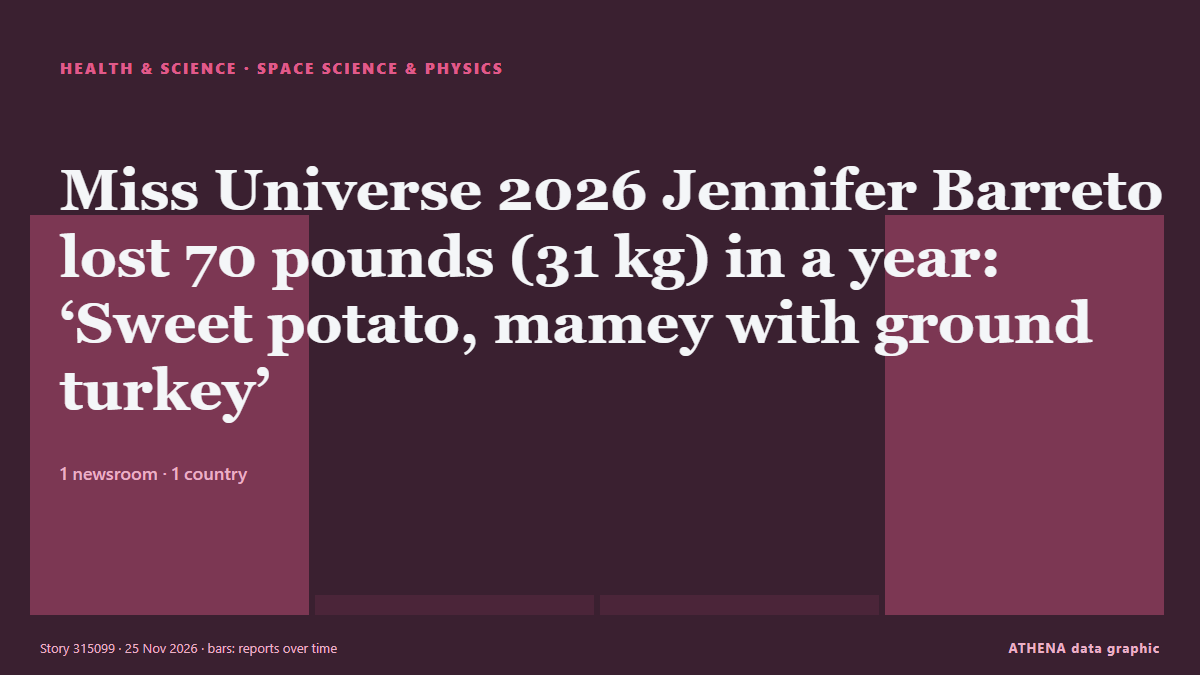 HEALTH & SCIENCE · SPACE SCIENCE & PHYSICS
Miss Universe 2026 Jennifer Barreto
lost 70 pounds (31 kg) in a year:
‘Sweet potato, mamey with ground
turkey’
1 newsroom · 1 country
Story 315099 · 25 Nov 2026 · bars: reports over time
ATHENA data graphic